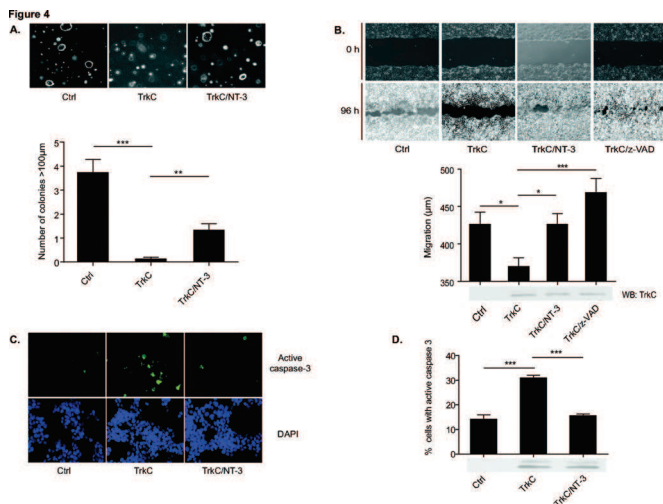 Figure 4
A.
Ctrl TrkC TrkC/NT-3
Number of colonies >100µm
5
4
3
2
1
0
***
**
Ctrl
TrkC
TrkC/NT-3
B.
0 h
96 h
Ctrl TrkC TrkC/NT-3 TrkC/z-VAD
Migration (µm)
450
400
350
***
*
*
WB: TrkC
Ctrl
TrkC
TrkC/NT-3
TrkC/z-VAD
C.
Active
caspase-3
DAPI
Ctrl TrkC TrkC/NT-3
D.
% cells with active caspase 3
40
30
20
10
0
***
***
Ctrl
TrkC
TrkC/NT-3